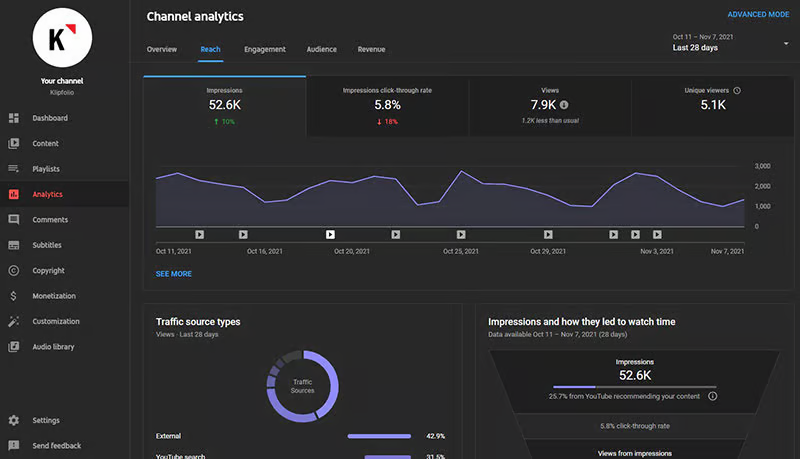 K
Your channel
Klipfolio
Dashboard
Content
Playlists
Analytics
Comments
Subtitles
Copyright
Monetization
Customization
Audio library
Settings
Send feedback
Channel analytics
ADVANCED MODE
Overview
Reach
Engagement
Audience
Revenue
Oct 11 – Nov 7, 2021
Last 28 days
Impressions
52.6K
↑ 10%
Impressions click-through rate
5.8%
↓ 18%
Views
7.9K
1.2K less than usual
Unique viewers
5.1K
3,000
2,000
1,000
0
Oct 11, 2021 Oct 16, 2021 Oct 20, 2021 Oct 25, 2021 Oct 29, 2021 Nov 3, 2021 Nov 7, 2021
SEE MORE
Traffic source types
Views · Last 28 days
Traffic
Sources
External 42.9%
YouTube search 31.5%
Impressions and how they led to watch time
Data available Oct 11 – Nov 7, 2021 (28 days)
Impressions
52.6K
25.7% from YouTube recommending your content
5.8% click-through rate
Views from impressions